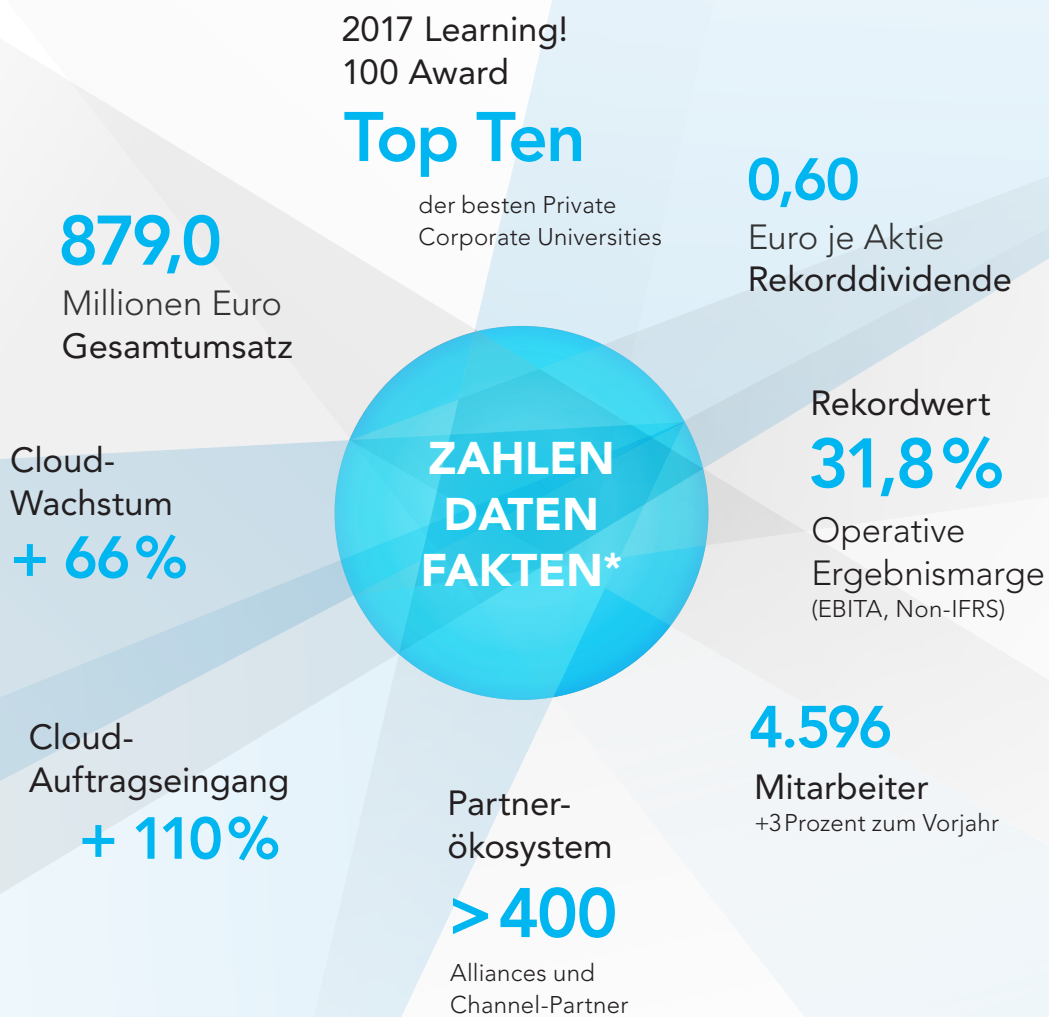 2017 Learning!
100 Award
Top Ten
der besten Private
Corporate Universities
0,60
Euro je Aktie
Rekorddividende
879,0
Millionen Euro
Gesamtumsatz
Rekordwert
31,8 %
Operative
Ergebnismarge
(EBITA, Non-IFRS)
Cloud-
Wachstum
+ 66 %
ZAHLEN
DATEN
FAKTEN*
4.596
Mitarbeiter
+3 Prozent zum Vorjahr
Cloud-
Auftragseingang
+ 110 %
Partner-
ökosystem
> 400
Alliances und
Channel-Partner